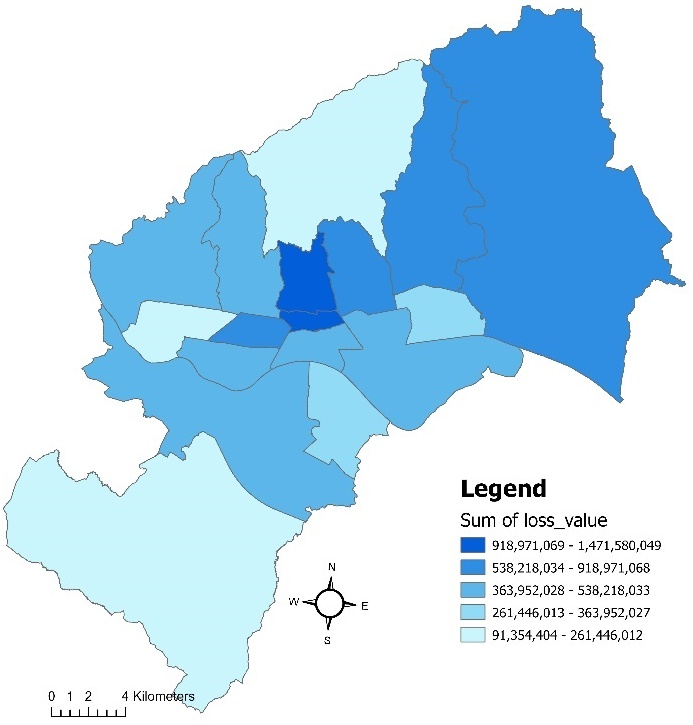 Legend
Sum of loss_value
918,971,069 - 1,471,580,049
538,218,034 - 918,971,068
363,952,028 - 538,218,033
261,446,013 - 363,952,027
91,354,404 - 261,446,012
N
W E
S
0 1 2 4 Kilometers